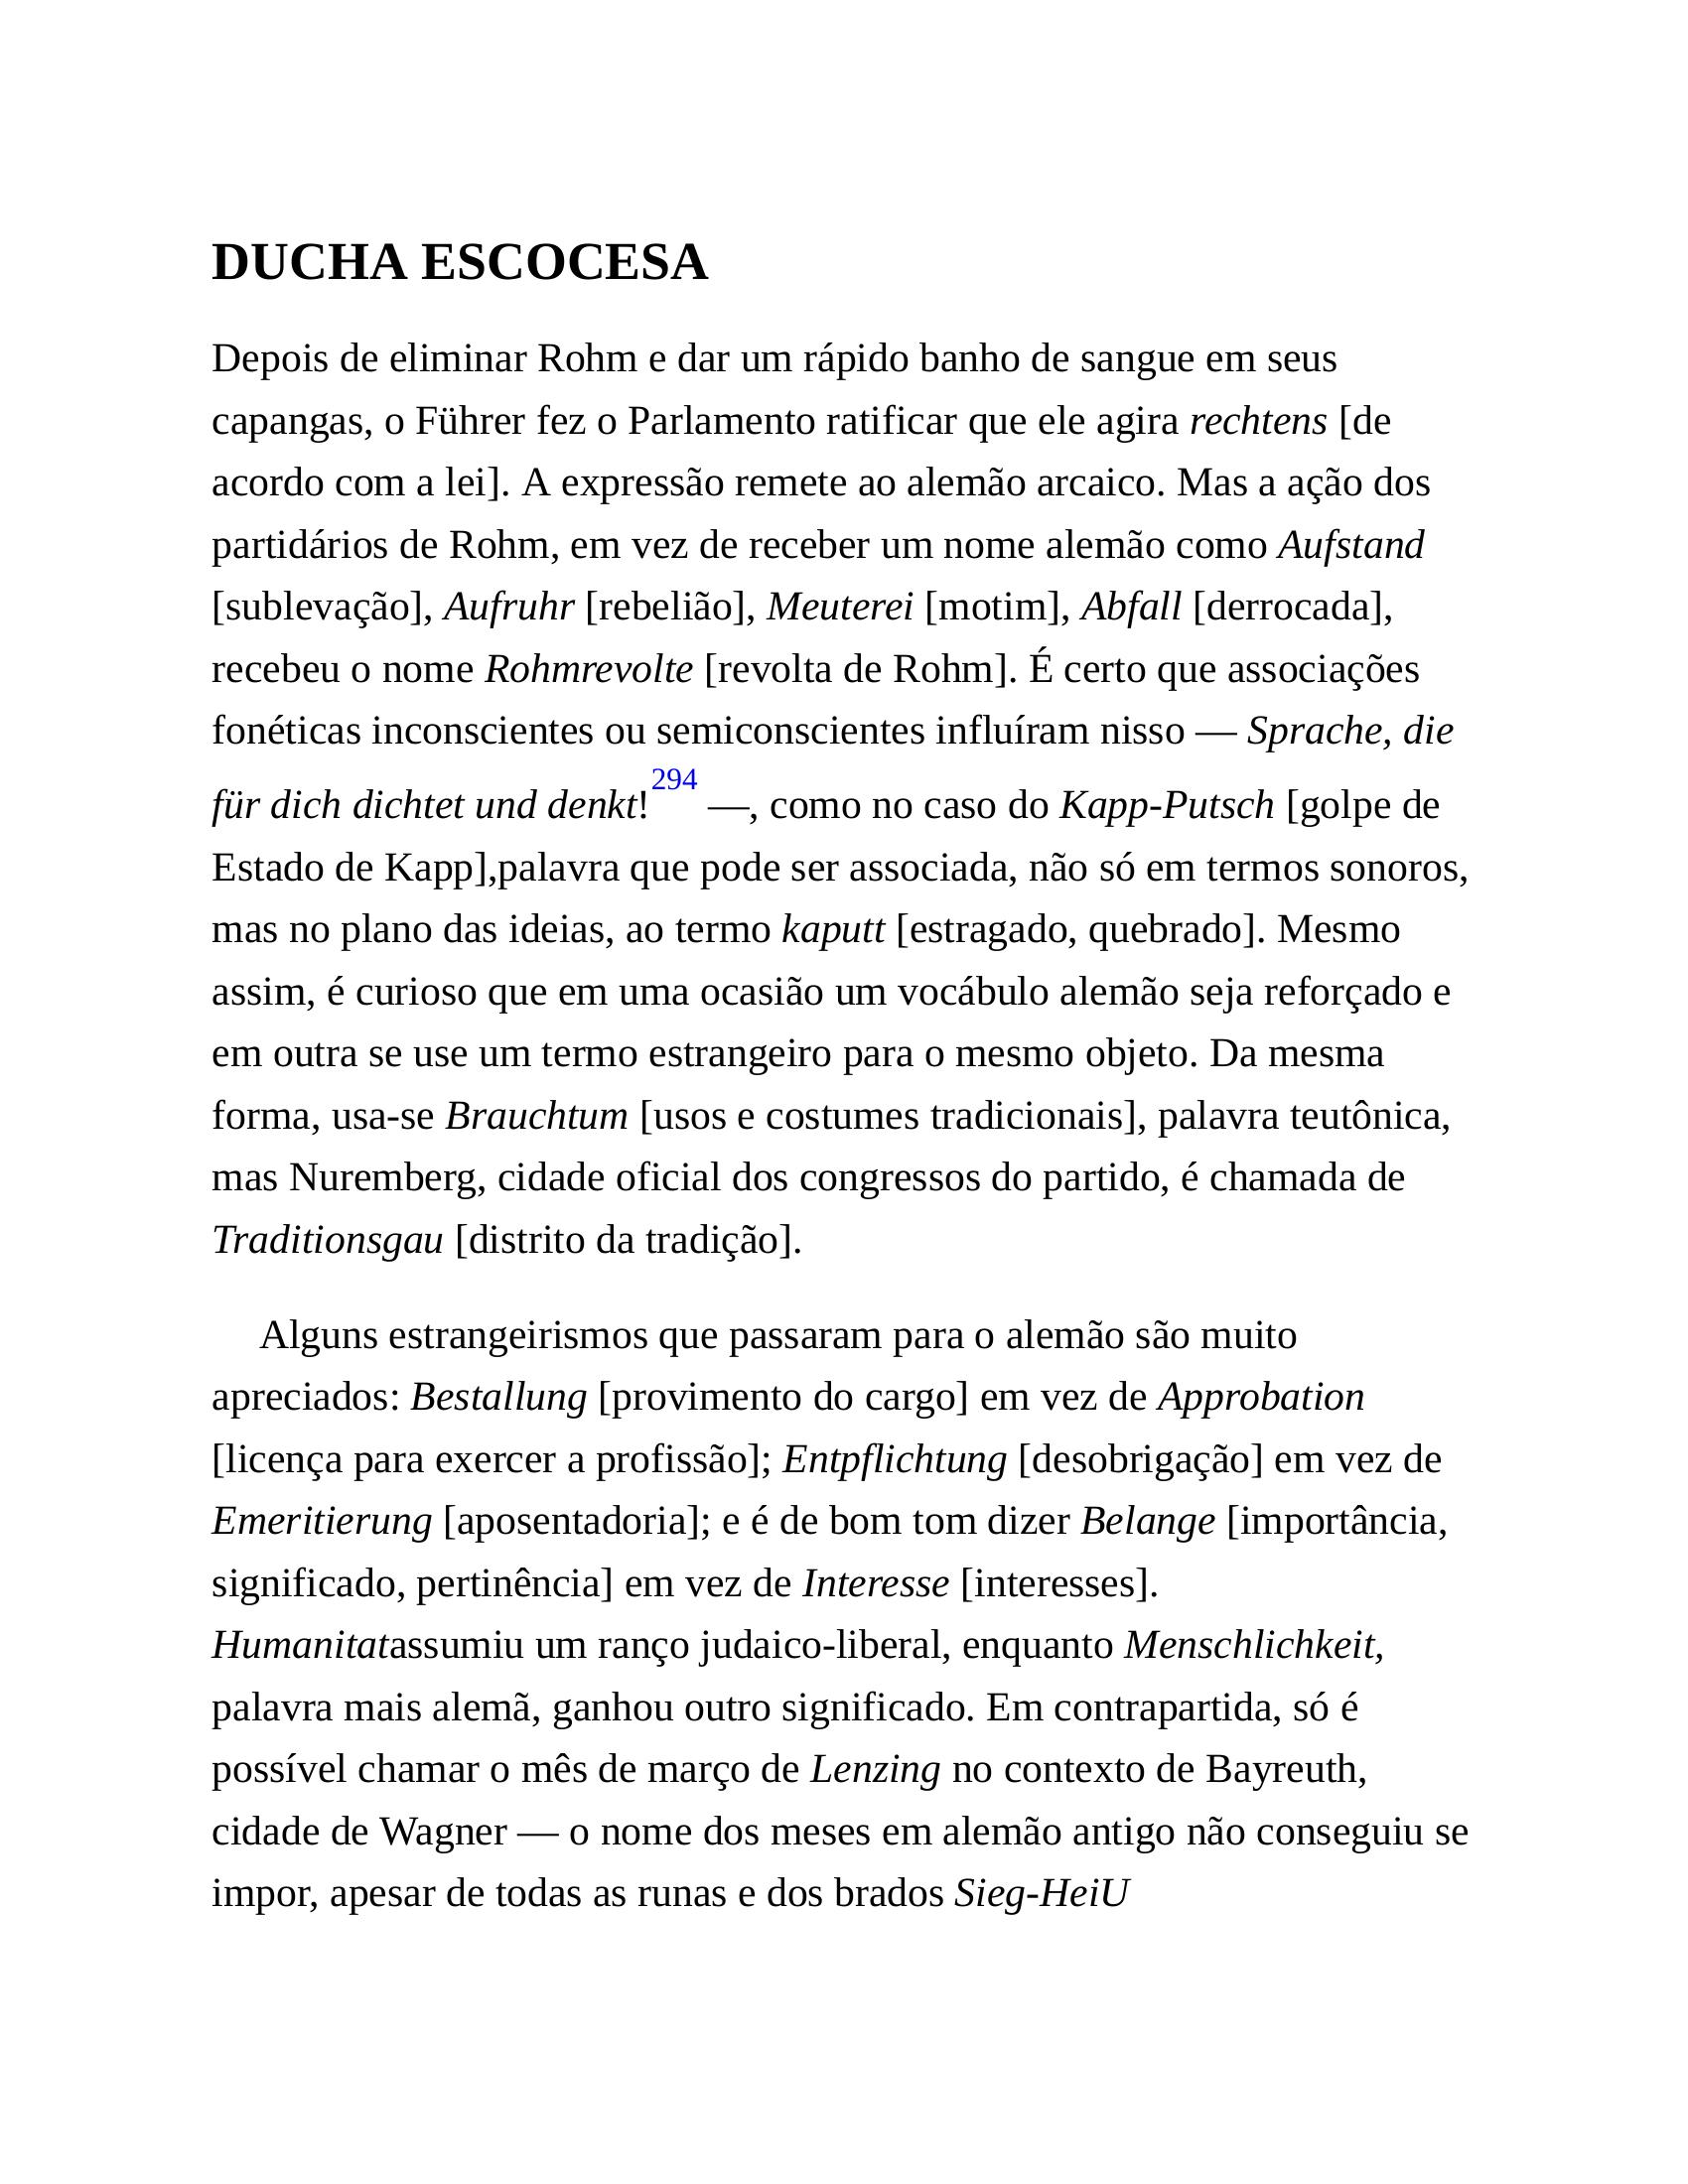 DUCHA ESCOCESA
Depois de eliminar Rohm e dar um rápido banho de sangue em seus
capangas, o Führer fez o Parlamento ratificar que ele agira rechtens [de
acordo com a lei]. A expressão remete ao alemão arcaico. Mas a ação dos
partidários de Rohm, em vez de receber um nome alemão como Aufstand
[sublevação], Aufruhr [rebelião], Meuterei [motim], Abfall [derrocada],
recebeu o nome Rohmrevolte [revolta de Rohm]. É certo que associações
fonéticas inconscientes ou semiconscientes influíram nisso — Sprache, die
für dich dichtet und denkt!294 —, como no caso do Kapp-Putsch [golpe de
Estado de Kapp],palavra que pode ser associada, não só em termos sonoros,
mas no plano das ideias, ao termo kaputt [estragado, quebrado]. Mesmo
assim, é curioso que em uma ocasião um vocábulo alemão seja reforçado e
em outra se use um termo estrangeiro para o mesmo objeto. Da mesma
forma, usa-se Brauchtum [usos e costumes tradicionais], palavra teutônica,
mas Nuremberg, cidade oficial dos congressos do partido, é chamada de
Traditionsgau [distrito da tradição].
Alguns estrangeirismos que passaram para o alemão são muito
apreciados: Bestallung [provimento do cargo] em vez de Approbation
[licença para exercer a profissão]; Entpflichtung [desobrigação] em vez de
Emeritierung [aposentadoria]; e é de bom tom dizer Belange [importância,
significado, pertinência] em vez de Interesse [interesses].
Humanitatassumiu um ranço judaico-liberal, enquanto Menschlichkeit,
palavra mais alemã, ganhou outro significado. Em contrapartida, só é
possível chamar o mês de março de Lenzing no contexto de Bayreuth,
cidade de Wagner — o nome dos meses em alemão antigo não conseguiu se
impor, apesar de todas as runas e dos brados Sieg-HeiU